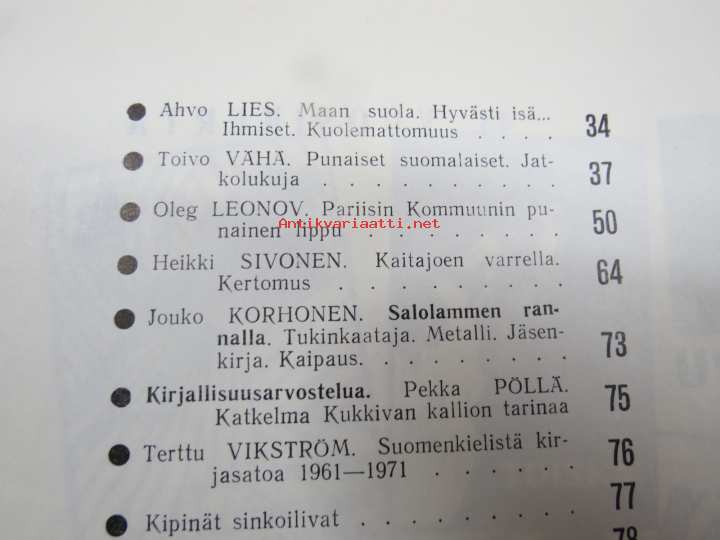 Ahvo LIES. Maan suola. Hyvästi isä...
Ihmiset. Kuolemattomuus . . . . 34
Toivo VÄHÄ. Punaiset suomalaiset. Jat-
kolukuja . . . . . . . . . 37
Oleg LEONOV. Pariisin Kommuunin pu-
nainen lippu . . . . . . . 50
Antikvariaatti.net
Heikki SIVONEN. Kaitajoen varrella.
Kertomus . . . . . . . . . 64
Jouko KORHONEN. Salolammen ran-
nalla. Tukinkaataja. Metalli. Jäsen-
kirja. Kaipaus. . . . . . . . . 73
Kirjallisuusarvostelua. Pekka PÖLLÄ.
Katkelma Kukkivan kallion tarinaa 75
Terttu VIKSTRÖM. Suomenkielistä kir-
jasatoa 1961—1971 . . . . . . 76
77
Kipinät sinkoilivat . . . . . . . .
78